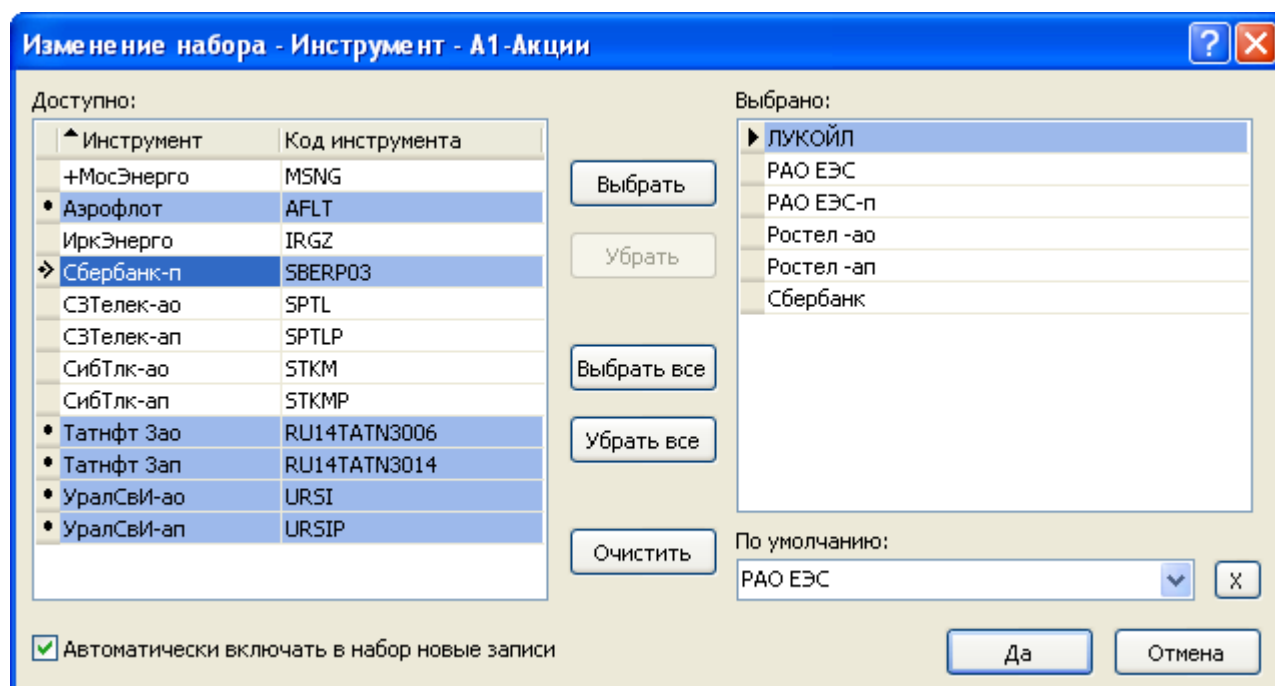 Изменение набора - Инструмент - А1-Акции
Доступно:
Инструмент Код инструмента
+МосЭнерго MSNG
Аэрофлот AFLT
ИркЭнерго IRGZ
Сбербанк-п SBERP03
СЗТелек-ао SPTL
СЗТелек-ап SPTLP
СибТлк-ао STKM
СибТлк-ап STKMP
Татнфт 3ао RU14TATN3006
Татнфт 3ап RU14TATN3014
УралСвИ-ао URSI
УралСвИ-ап URSIP
Автоматически включать в набор новые записи
Выбрать
Убрать
Выбрать все
Убрать все
Очистить
Выбрано:
ЛУКОЙЛ
РАО ЕЭС
РАО ЕЭС-п
Ростел -ао
Ростел -ап
Сбербанк
По умолчанию:
РАО ЕЭС
X
Да Отмена